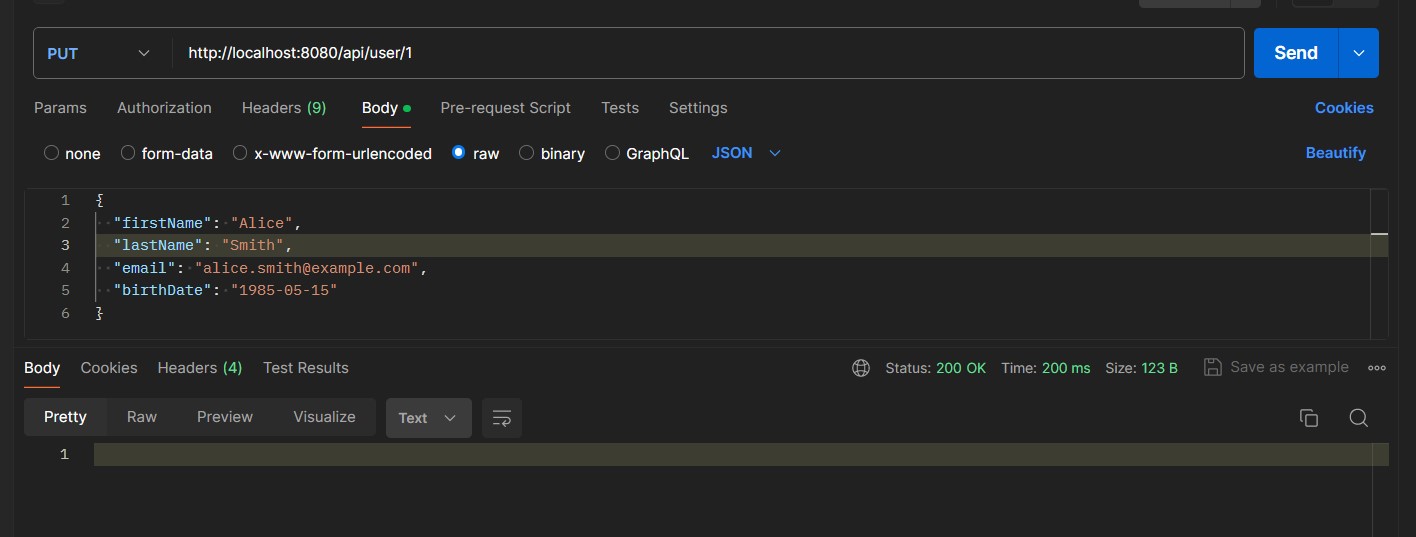 PUT http://localhost:8080/api/user/1 Send
Params Authorization Headers (9) Body Pre-request Script Tests Settings Cookies
none form-data x-www-form-urlencoded raw binary GraphQL JSON Beautify
1 {
2 "firstName": "Alice",
3 "lastName": "Smith",
4 "email": "alice.smith@example.com",
5 "birthDate": "1985-05-15"
6 }
Body Cookies Headers (4) Test Results Status: 200 OK Time: 200 ms Size: 123 B Save as example
Pretty Raw Preview Visualize Text
1